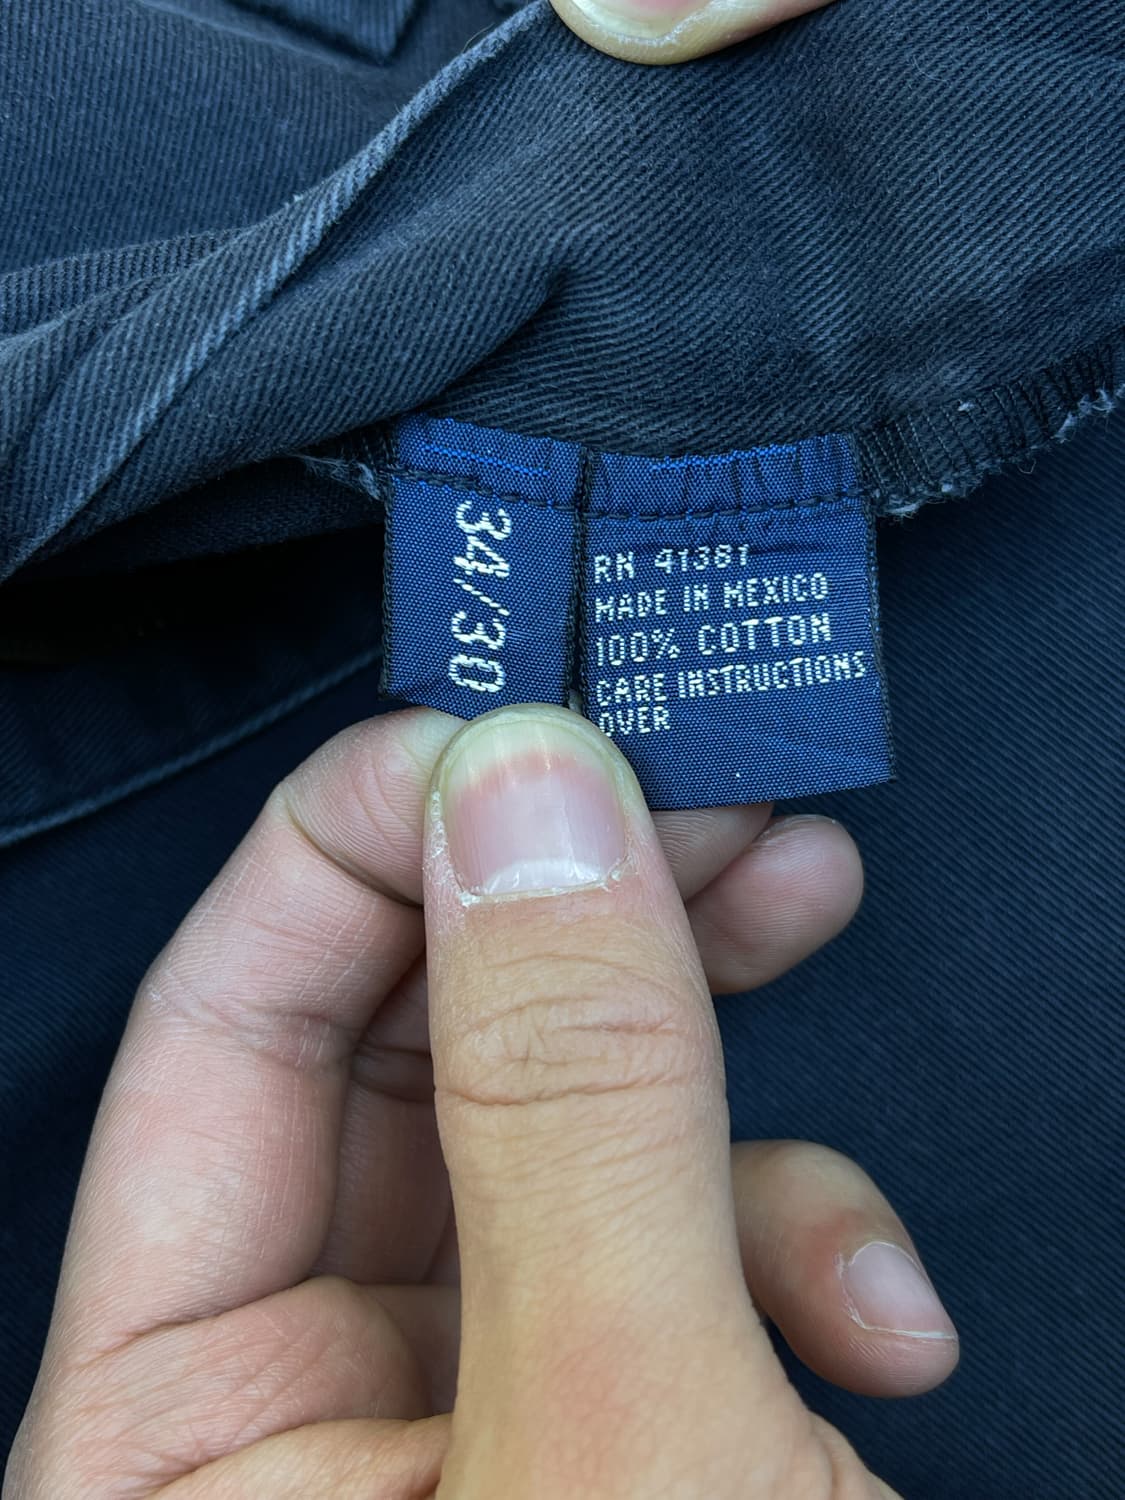 34/30
RN 41381
MADE IN MEXICO
100% COTTON
CARE INSTRUCTIONS
OVER